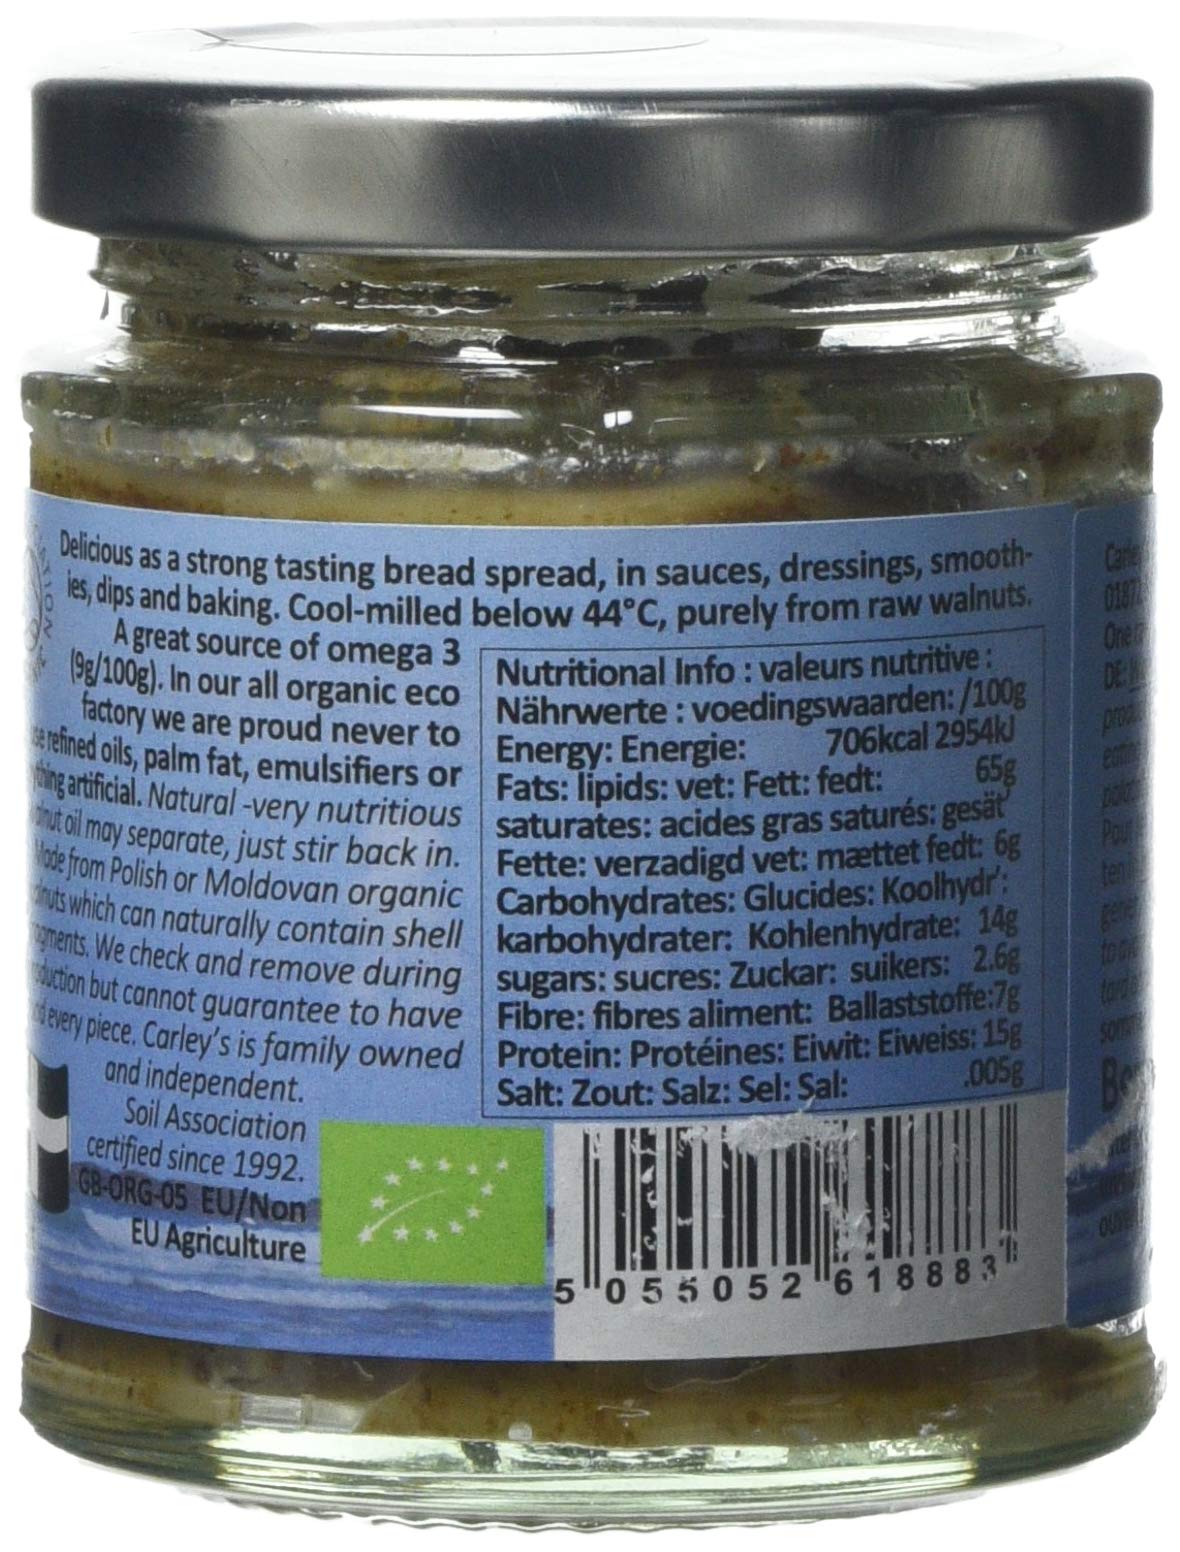 Delicious as a strong tasting bread spread, in sauces, dressings, smooth-
ies, dips and baking. Cool-milled below 44°C, purely from raw walnuts.
A great source of omega 3
(9g/100g). In our all organic eco
factory we are proud never to
refined oils, palm fat, emulsifiers or
artificial. Natural -very nutritious
oil may separate, just stir back in.
Made from Polish or Moldovan organic
which can naturally contain shell
We check and remove during
but cannot guarantee to have
every piece. Carley's is family owned
and independent.
Soil Association
certified since 1992.
GB-ORG-05 EU/Non
EU Agriculture
Nutritional Info : valeurs nutritive :
Nährwerte : voedingswaarden: /100g
Energy: Energie: 706kcal 2954kJ
Fats: lipids: vet: Fett: fedt: 65g
saturates: acides gras saturés: gesät'
Fette: verzadigd vet: mættet fedt: 6g
Carbohydrates: Glucides: Koolhydr':
karbohydrater: Kohlenhydrate: 14g
sugars: sucres: Zuckar: suikers: 2.6g
Fibre: fibres aliment: Ballaststoffe:7g
Protein: Protéines: Eiwit: Eiweiss: 15g
Salt: Zout: Salz: Sel: Sal: .005g
5 055052 618883
One
DE:
Pour